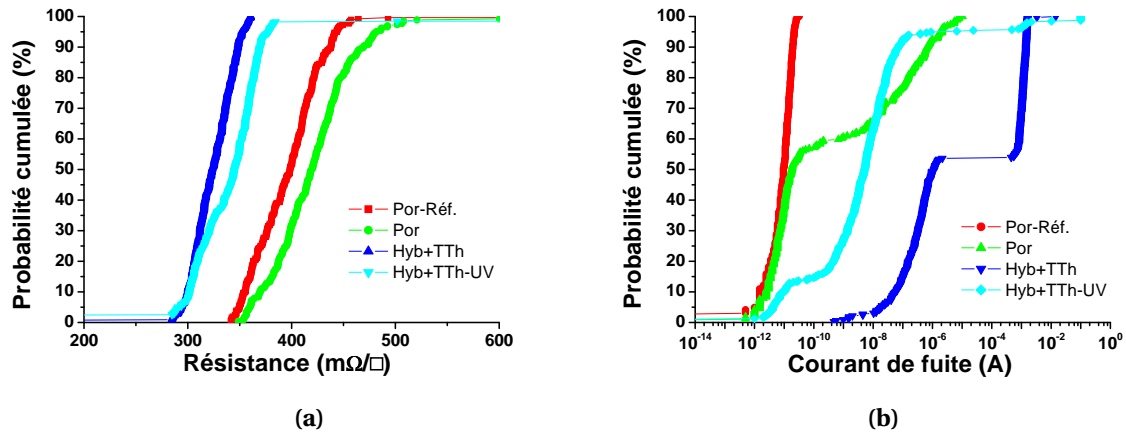 100
90
80
70
60
50
40
30
20
10
0
Probabilité cumulée (%)
200
300
400
500
600
Résistance (mΩ/□)
Por-Réf.
Por
Hyb+TTh
Hyb+TTh-UV
(a)
100
90
80
70
60
50
40
30
20
10
0
Probabilité cumulée (%)
10⁻¹⁴
10⁻¹²
10⁻¹⁰
10⁻⁸
10⁻⁶
10⁻⁴
10⁻²
10⁰
Courant de fuite (A)
Por-Réf.
Por
Hyb+TTh
Hyb+TTh-UV
(b)